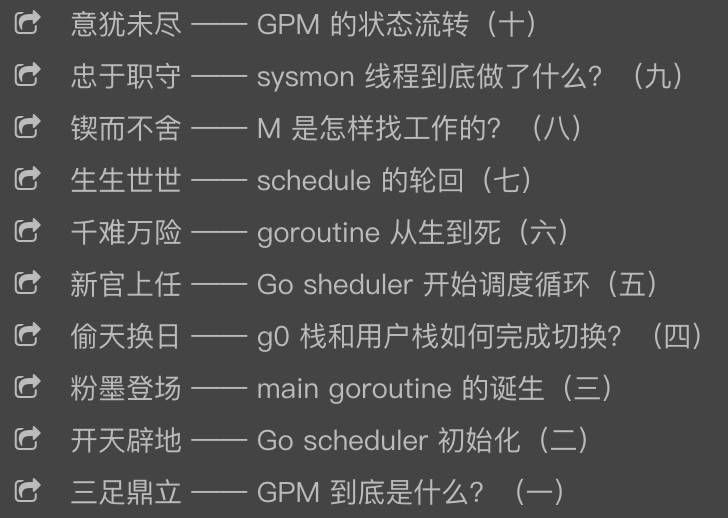 意犹未尽 —— GPM 的状态流转（十）
忠于职守 —— sysmon 线程到底做了什么？（九）
锲而不舍 —— M 是怎样找工作的？（八）
生生世世 —— schedule 的轮回（七）
千难万险 —— goroutine 从生到死（六）
新官上任 —— Go sheduler 开始调度循环（五）
偷天换日 —— g0 栈和用户栈如何完成切换？（四）
粉墨登场 —— main goroutine 的诞生（三）
开天辟地 —— Go scheduler 初始化（二）
三足鼎立 —— GPM 到底是什么？（一）